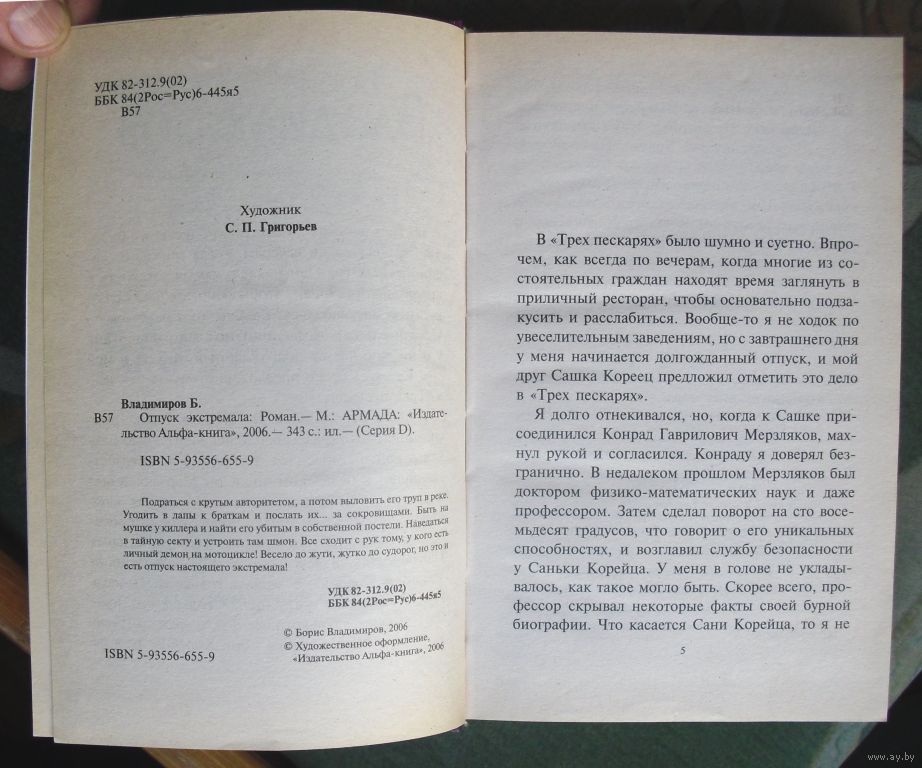 УДК 82-312.9(02)
ББК 84(2Рос=Рус)6-445я5
В57
Художник
С. П. Григорьев
Владимиров Б.
В57 Отпуск экстремала: Роман.— М.: АРМАДА: «Издате-
льство Альфа-книга», 2006.— 343 с.: ил.— (Серия D).
ISBN 5-93556-655-9
Подраться с крутым авторитетом, а потом выловить его труп в реке.
Угодить в лапы к браткам и послать их... за сокровищами. Быть на
мушке у киллера и найти его убитым в собственной постели. Наведаться
в тайную секту и устроить там шмон. Все сходит с рук тому, у кого есть
личный демон на мотоцикле! Весело до жути, жутко до судорог, но это и
есть отпуск настоящего экстремала!
УДК 82-312.9(02)
ББК 84(2Рос=Рус)6-445я5
© Борис Владимиров, 2006
© Художественное оформление,
«Издательство Альфа-книга», 2006
ISBN 5-93556-655-9
В «Трех пескарях» было шумно и суетно. Впро-
чем, как всегда по вечерам, когда многие из со-
стоятельных граждан находят время заглянуть в
приличный ресторан, чтобы основательно подза-
кусить и расслабиться. Вообще-то я не ходок по
увеселительным заведениям, но с завтрашнего дня
у меня начинается долгожданный отпуск, и мой
друг Сашка Кореец предложил отметить это дело
в «Трех пескарях».
Я долго отнекивался, но, когда к Сашке при-
соединился Конрад Гаврилович Мерзляков, мах-
нул рукой и согласился. Конраду я доверял без-
гранично. В недалеком прошлом Мерзляков был
доктором физико-математических наук и даже
профессором. Затем сделал поворот на сто восе-
мьдесят градусов, что говорит о его уникальных
способностях, и возглавил службу безопасности
у Саньки Корейца. У меня в голове не уклады-
валось, как такое могло быть. Скорее всего, про-
фессор скрывал некоторые факты своей бурной
биографии. Что касается Сани Корейца, то я не
5
www.ay.by